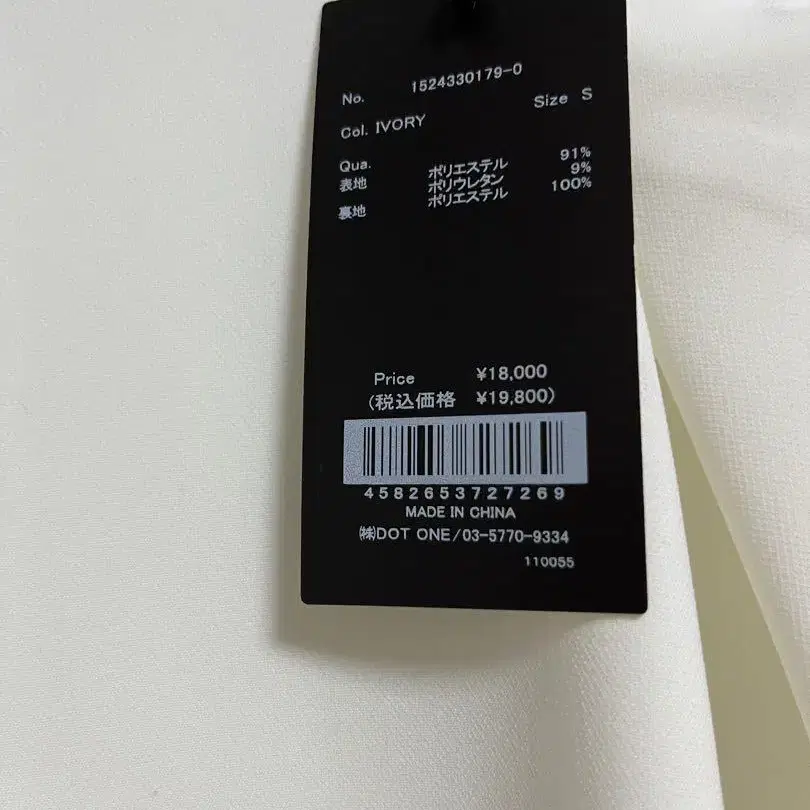 No. 1524330179-0
Col. IVORY Size S
Qua.
表地 ポリエステル 91%
ポリウレタン 9%
裏地 ポリエステル 100%
Price ¥18,000
(税込価格 ¥19,800)
4582653727269
MADE IN CHINA
㈱DOT ONE/03-5770-9334
110055